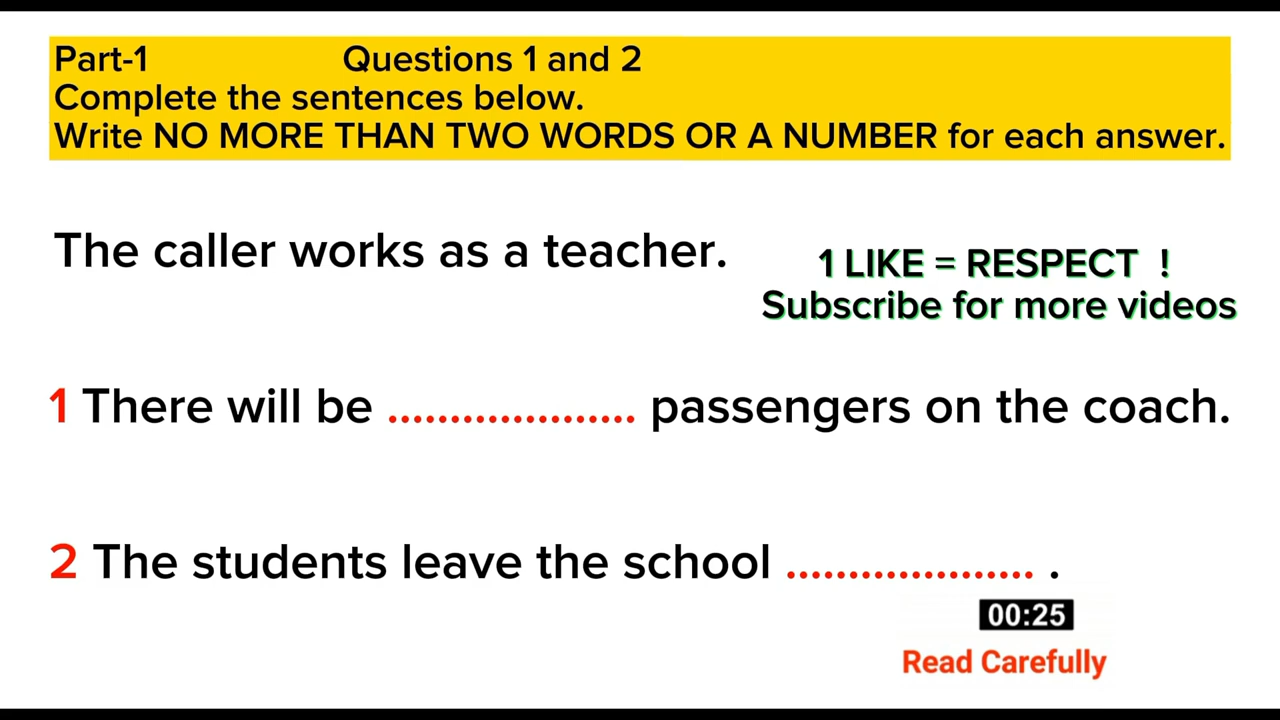 Part-1 Questions 1 and 2
Complete the sentences below.
Write NO MORE THAN TWO WORDS OR A NUMBER for each answer.
The caller works as a teacher.
1 LIKE = RESPECT !
Subscribe for more videos
1 There will be .................... passengers on the coach.
2 The students leave the school .................... .
00:25
Read Carefully